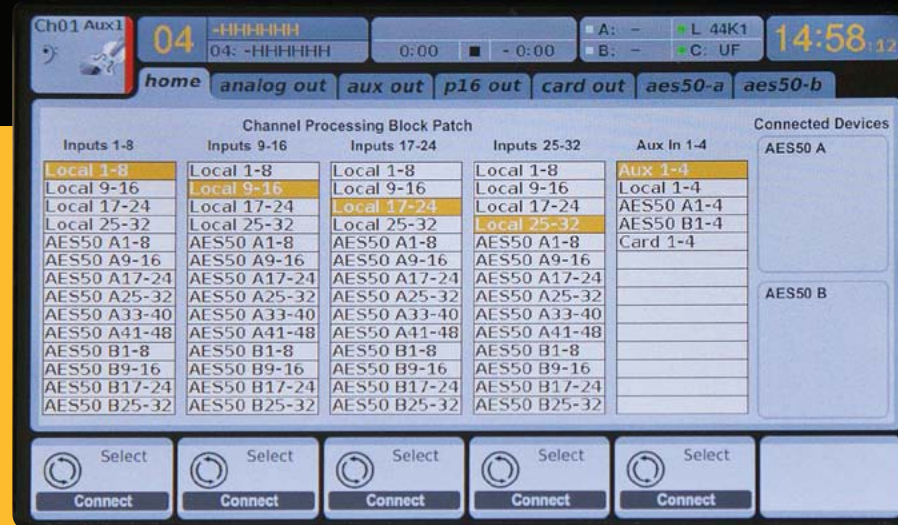 Ch01 Aux1
04
-HHHHHH
04: -HHHHHH
0:00 - 0:00
A: -
B: -
L 44K1
C: UF
14:58:12
home analog out aux out p16 out card out aes50-a aes50-b
Channel Processing Block Patch
Connected Devices
Inputs 1-8 Inputs 9-16 Inputs 17-24 Inputs 25-32 Aux In 1-4
AES50 A
Local 1-8 Local 1-8 Local 1-8 Local 1-8 Aux 1-4
Local 9-16 Local 9-16 Local 9-16 Local 9-16 Local 1-4
Local 17-24 Local 17-24 Local 17-24 Local 17-24 AES50 A1-4
Local 25-32 Local 25-32 Local 25-32 Local 25-32 AES50 B1-4
AES50 A1-8 AES50 A1-8 AES50 A1-8 AES50 A1-8 Card 1-4
AES50 A9-16 AES50 A9-16 AES50 A9-16 AES50 A9-16
AES50 A17-24 AES50 A17-24 AES50 A17-24 AES50 A17-24
AES50 A25-32 AES50 A25-32 AES50 A25-32 AES50 A25-32
AES50 B
AES50 A33-40 AES50 A33-40 AES50 A33-40 AES50 A33-40
AES50 A41-48 AES50 A41-48 AES50 A41-48 AES50 A41-48
AES50 B1-8 AES50 B1-8 AES50 B1-8 AES50 B1-8
AES50 B9-16 AES50 B9-16 AES50 B9-16 AES50 B9-16
AES50 B17-24 AES50 B17-24 AES50 B17-24 AES50 B17-24
AES50 B25-32 AES50 B25-32 AES50 B25-32 AES50 B25-32
Select Select Select Select Select
Connect Connect Connect Connect Connect